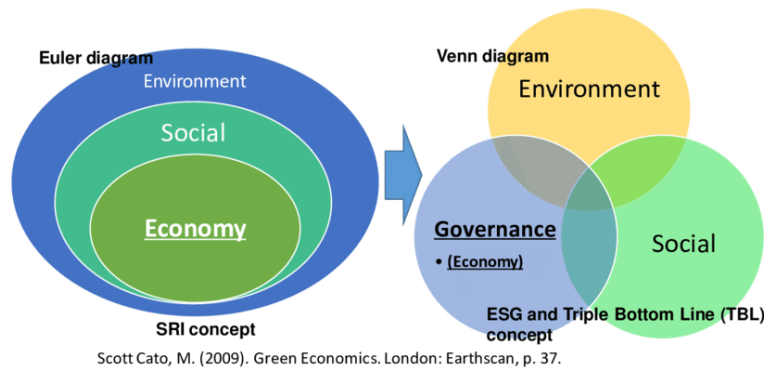 Euler diagram
Environment
Social
Economy
SRI concept
Venn diagram
Environment
Governance
• (Economy)
Social
ESG and Triple Bottom Line (TBL)
concept
Scott Cato, M. (2009). Green Economics. London: Earthscan, p. 37.